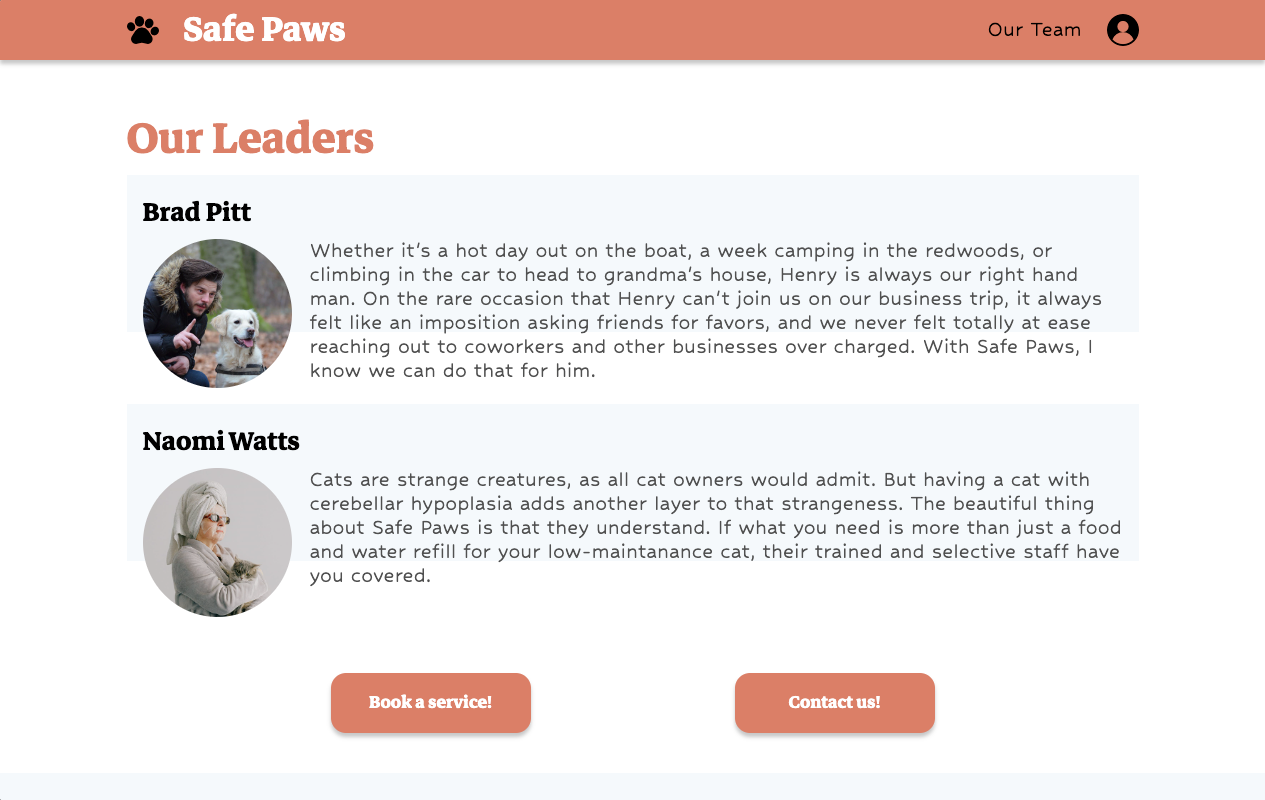 Safe Paws
Our Team
Our Leaders
Brad Pitt
Whether it's a hot day out on the boat, a week camping in the redwoods, or
climbing in the car to head to grandma's house, Henry is always our right hand
man. On the rare occasion that Henry can't join us on our business trip, it always
felt like an imposition asking friends for favors, and we never felt totally at ease
reaching out to coworkers and other businesses over charged. With Safe Paws, I
know we can do that for him.
Naomi Watts
Cats are strange creatures, as all cat owners would admit. But having a cat with
cerebellar hypoplasia adds another layer to that strangeness. The beautiful thing
about Safe Paws is that they understand. If what you need is more than just a food
and water refill for your low-maintanance cat, their trained and selective staff have
you covered.
Book a service!
Contact us!